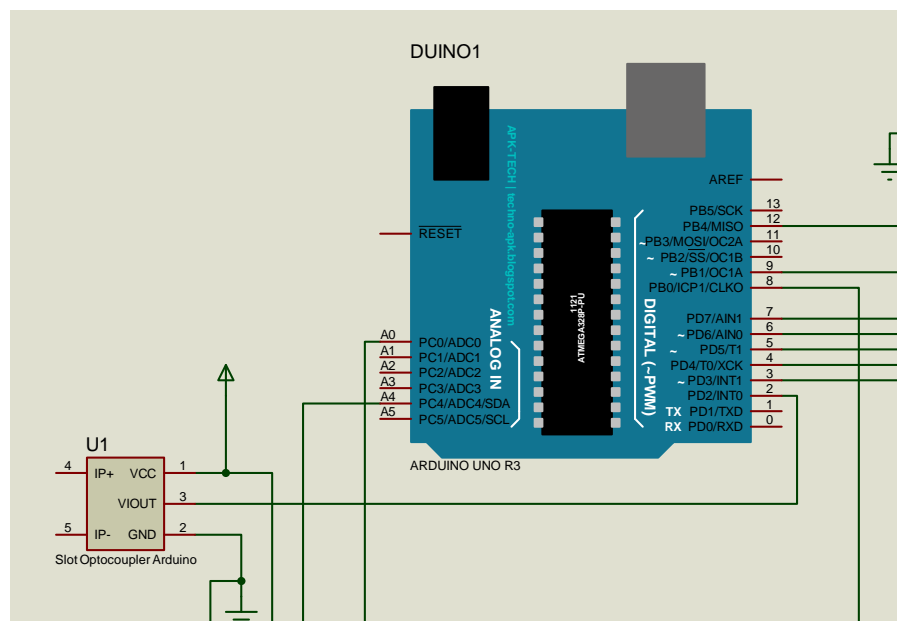 DUINO1
APK-TECH | techno-apk.blogspot.com
AREF
RESET
PB5/SCK 13
PB4/MISO 12
~PB3/MOSI/OC2A 11
~ PB2/SS/OC1B 10
~ PB1/OC1A 9
PB0/ICP1/CLKO 8
1121
ATMEGA328P-PU
ANALOG IN
DIGITAL (~PWM)
PD7/AIN1 7
~PD6/AIN0 6
~ PD5/T1 5
PD4/T0/XCK 4
~PD3/INT1 3
PD2/INT0 2
TX PD1/TXD 1
RX PD0/RXD 0
A0 PC0/ADC0
A1 PC1/ADC1
A2 PC2/ADC2
A3 PC3/ADC3
A4 PC4/ADC4/SDA
A5 PC5/ADC5/SCL
ARDUINO UNO R3
U1
4 IP+ VCC 1
VIOUT 3
5 IP- GND 2
Slot Optocoupler Arduino